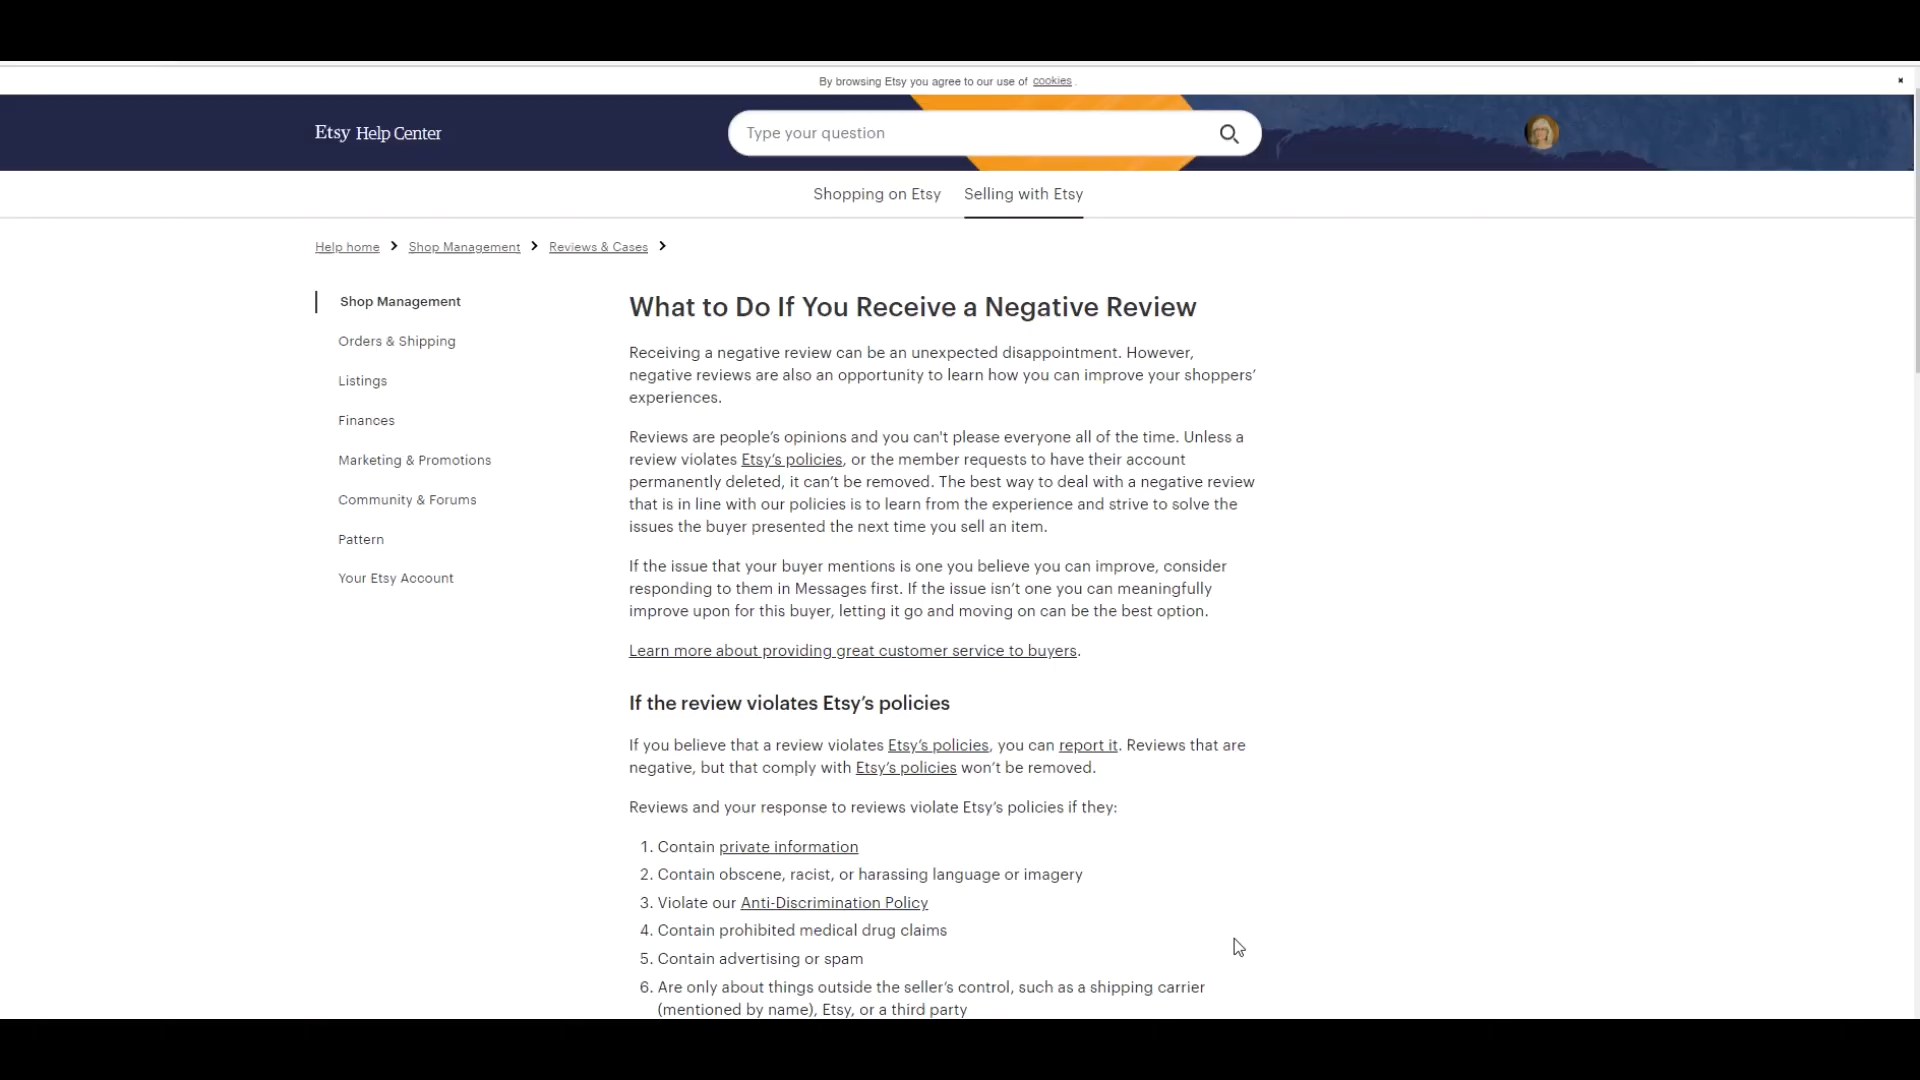 By browsing Etsy you agree to our use of cookies .
Etsy Help Center
Type your question
Shopping on Etsy
Selling with Etsy
Help home
Shop Management
Reviews & Cases
Shop Management
Orders & Shipping
Listings
Finances
Marketing & Promotions
Community & Forums
Pattern
Your Etsy Account
What to Do If You Receive a Negative Review
Receiving a negative review can be an unexpected disappointment. However,
negative reviews are also an opportunity to learn how you can improve your shoppers’
experiences.
Reviews are people’s opinions and you can't please everyone all of the time. Unless a
review violates Etsy’s policies, or the member requests to have their account
permanently deleted, it can’t be removed. The best way to deal with a negative review
that is in line with our policies is to learn from the experience and strive to solve the
issues the buyer presented the next time you sell an item.
If the issue that your buyer mentions is one you believe you can improve, consider
responding to them in Messages first. If the issue isn’t one you can meaningfully
improve upon for this buyer, letting it go and moving on can be the best option.
Learn more about providing great customer service to buyers.
If the review violates Etsy’s policies
If you believe that a review violates Etsy’s policies, you can report it. Reviews that are
negative, but that comply with Etsy’s policies won’t be removed.
Reviews and your response to reviews violate Etsy’s policies if they:
1. Contain private information
2. Contain obscene, racist, or harassing language or imagery
3. Violate our Anti-Discrimination Policy
4. Contain prohibited medical drug claims
5. Contain advertising or spam
6. Are only about things outside the seller’s control, such as a shipping carrier
(mentioned by name), Etsy, or a third party